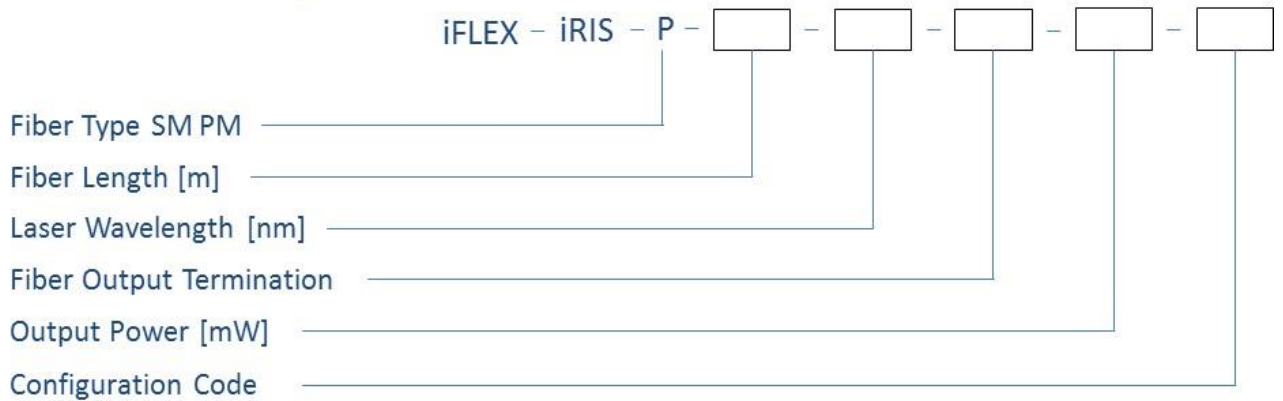 iFLEX – iRIS – P – – – – –
Fiber Type SM PM
Fiber Length [m]
Laser Wavelength [nm]
Fiber Output Termination
Output Power [mW]
Configuration Code